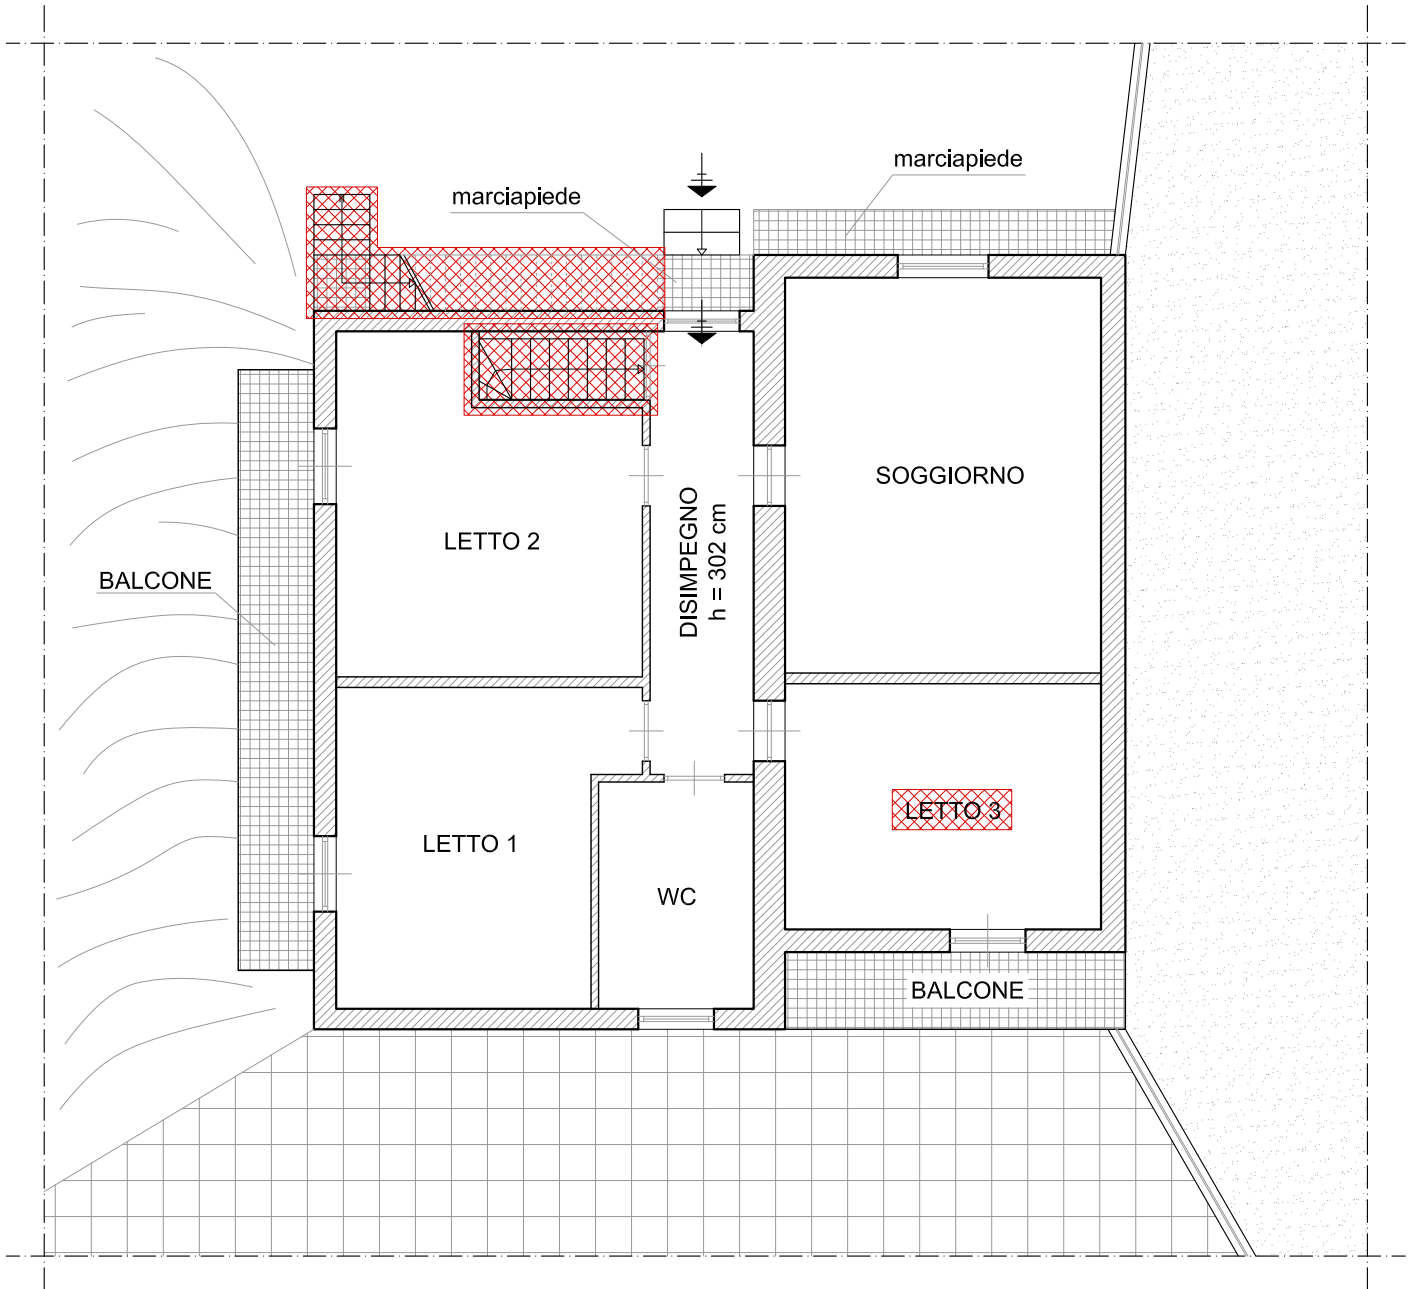 marciapiede
marciapiede
SOGGIORNO
LETTO 2
DISIMPEGNO
h = 302 cm
BALCONE
LETTO 3
LETTO 1
WC
BALCONE